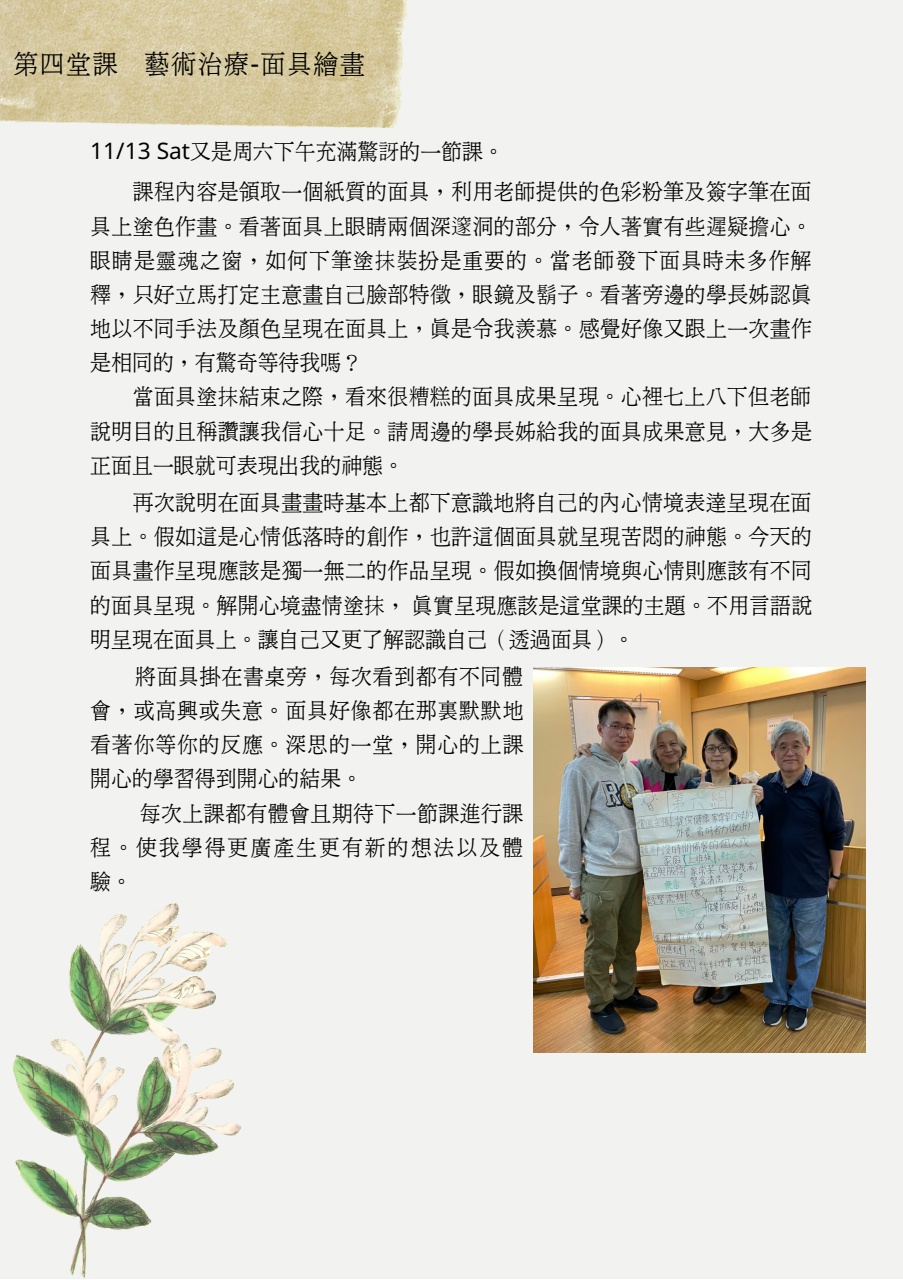 第四堂課　藝術治療-面具繪畫
11/13 Sat又是周六下午充滿驚訝的一節課。
課程內容是領取一個紙質的面具，利用老師提供的色彩粉筆及簽字筆在面
具上塗色作畫。看著面具上眼睛兩個深邃洞的部分，令人著實有些遲疑擔心。
眼睛是靈魂之窗，如何下筆塗抹裝扮是重要的。當老師發下面具時未多作解
釋，只好立馬打定主意畫自己臉部特徵，眼鏡及鬍子。看著旁邊的學長姊認真
地以不同手法及顏色呈現在面具上，真是令我羨慕。感覺好像又跟上一次畫作
是相同的，有驚奇等待我嗎？
當面具塗抹結束之際，看來很糟糕的面具成果呈現。心裡七上八下但老師
說明目的且稱讚讓我信心十足。請周邊的學長姊給我的面具成果意見，大多是
正面且一眼就可表現出我的神態。
再次說明在面具畫畫時基本上都下意識地將自己的內心情境表達呈現在面
具上。假如這是心情低落時的創作，也許這個面具就呈現苦悶的神態。今天的
面具畫作呈現應該是獨一無二的作品呈現。假如換個情境與心情則應該有不同
的面具呈現。解開心境盡情塗抹， 真實呈現應該是這堂課的主題。不用言語說
明呈現在面具上。讓自己又更了解認識自己（透過面具）。
將面具掛在書桌旁，每次看到都有不同體
會，或高興或失意。面具好像都在那裏默默地
看著你等你的反應。深思的一堂，開心的上課
開心的學習得到開心的結果。
每次上課都有體會且期待下一節課進行課
程。使我學得更廣產生更有新的想法以及體
驗。
第六組